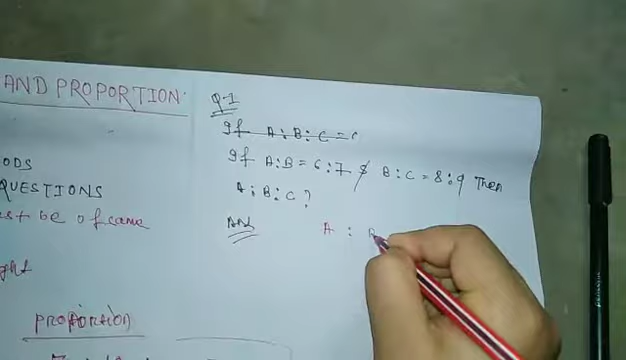 AND PROPORTION
ODS
QUESTIONS
st be of same
ght
PROPORTION
Q-1
If A:B:C=6
If A:B = 6:7 & B:C = 8:9 Then
A:B:C?
Ans
A : B